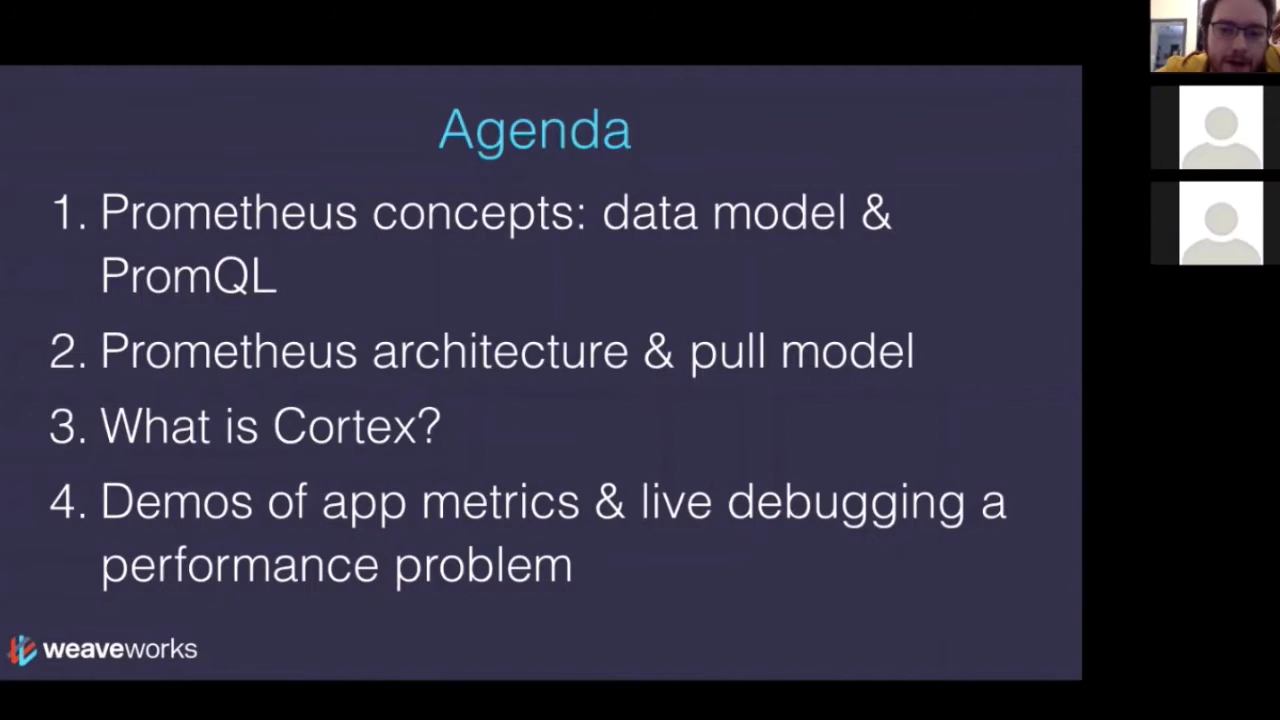 Agenda
1. Prometheus concepts: data model &
PromQL
2. Prometheus architecture & pull model
3. What is Cortex?
4. Demos of app metrics & live debugging a
performance problem
weaveworks